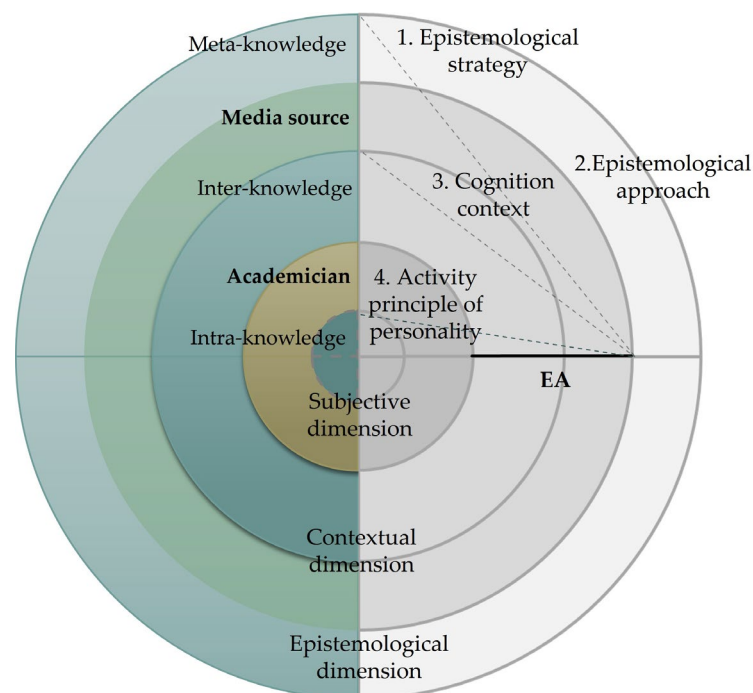 Meta-knowledge
1. Epistemological
strategy
Media source
2.Epistemological
approach
Inter-knowledge
3. Cognition
context
Academician
4. Activity
principle of
personality
Intra-knowledge
EA
Subjective
dimension
Contextual
dimension
Epistemological
dimension